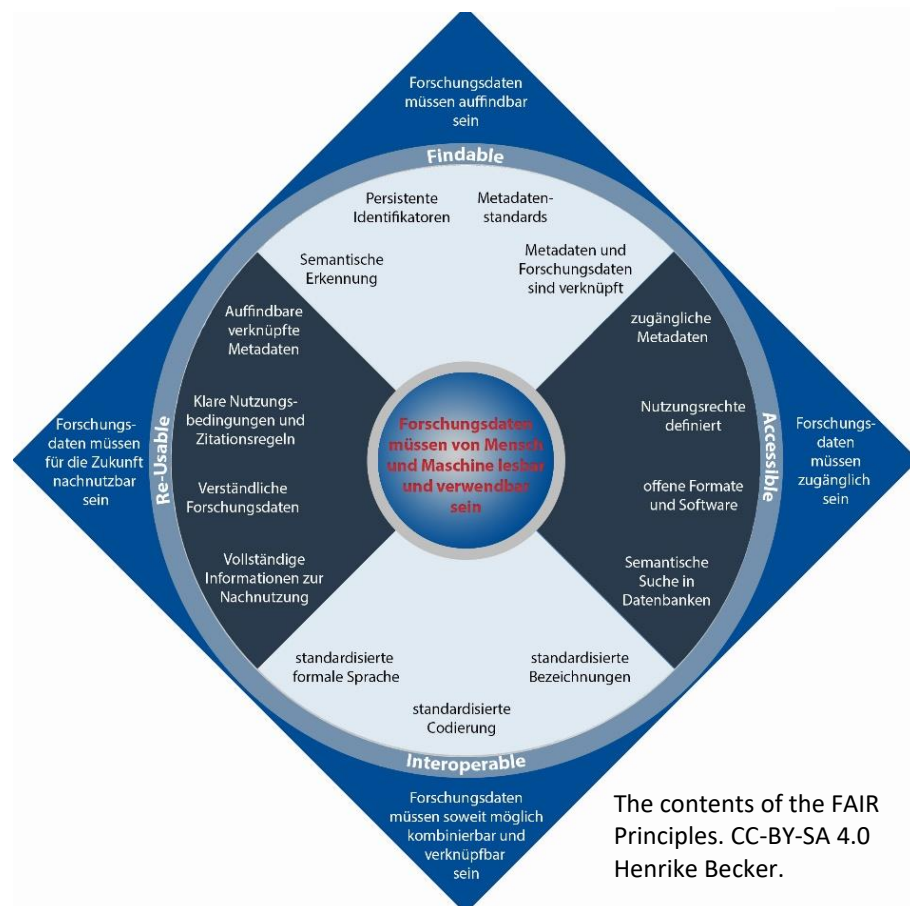 Forschungsdaten
müssen auffindbar
sein
Findable
Persistente
Identifikatoren
Metadaten-
standards
Semantische
Erkennung
Metadaten und
Forschungsdaten
sind verknüpft
Auffindbare
verknüpfte
Metadaten
Klare Nutzungs-
bedingungen und
Zitationsregeln
Verständliche
Forschungsdaten
Vollständige
Informationen zur
Nachnutzung
Re-Usable
Forschungs-
daten müssen
für die Zukunft
nachnutzbar
sein
Forschungsdaten
müssen von Mensch
und Maschine lesbar
und verwendbar
sein
zugängliche
Metadaten
Nutzungsrechte
definiert
offene Formate
und Software
Semantische
Suche in
Datenbanken
Accessible
Forschungs-
daten
müssen
zugänglich
sein
standardisierte
formale Sprache
standardisierte
Codierung
standardisierte
Bezeichnungen
Interoperable
Forschungsdaten
müssen soweit möglich
kombinierbar und
verknüpfbar
sein
The contents of the FAIR
Principles. CC-BY-SA 4.0
Henrike Becker.